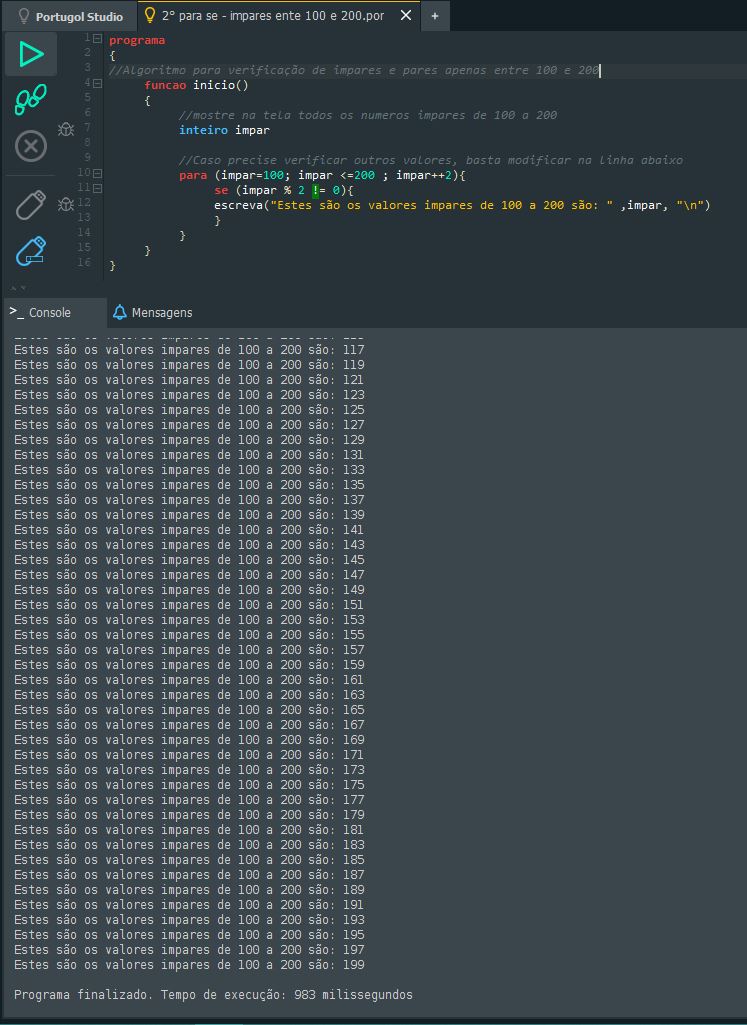 Portugol Studio
2° para se - impares ente 100 e 200.por
+
1 programa
2 {
3 //Algoritmo para verificação de impares e pares apenas entre 100 e 200
4 funcao inicio()
5 {
6 //mostre na tela todos os numeros impares de 100 a 200
7 inteiro impar
8
9 //Caso precise verificar outros valores, basta modificar na linha abaixo
10 para (impar=100; impar <=200 ; impar++2){
11 se (impar % 2 != 0){
12 escreva("Estes são os valores impares de 100 a 200 são: " ,impar, "\n")
13 }
14 }
15 }
16 }
>_ Console
Mensagens
Estes são os valores impares de 100 a 200 são: 117
Estes são os valores impares de 100 a 200 são: 119
Estes são os valores impares de 100 a 200 são: 121
Estes são os valores impares de 100 a 200 são: 123
Estes são os valores impares de 100 a 200 são: 125
Estes são os valores impares de 100 a 200 são: 127
Estes são os valores impares de 100 a 200 são: 129
Estes são os valores impares de 100 a 200 são: 131
Estes são os valores impares de 100 a 200 são: 133
Estes são os valores impares de 100 a 200 são: 135
Estes são os valores impares de 100 a 200 são: 137
Estes são os valores impares de 100 a 200 são: 139
Estes são os valores impares de 100 a 200 são: 141
Estes são os valores impares de 100 a 200 são: 143
Estes são os valores impares de 100 a 200 são: 145
Estes são os valores impares de 100 a 200 são: 147
Estes são os valores impares de 100 a 200 são: 149
Estes são os valores impares de 100 a 200 são: 151
Estes são os valores impares de 100 a 200 são: 153
Estes são os valores impares de 100 a 200 são: 155
Estes são os valores impares de 100 a 200 são: 157
Estes são os valores impares de 100 a 200 são: 159
Estes são os valores impares de 100 a 200 são: 161
Estes são os valores impares de 100 a 200 são: 163
Estes são os valores impares de 100 a 200 são: 165
Estes são os valores impares de 100 a 200 são: 167
Estes são os valores impares de 100 a 200 são: 169
Estes são os valores impares de 100 a 200 são: 171
Estes são os valores impares de 100 a 200 são: 173
Estes são os valores impares de 100 a 200 são: 175
Estes são os valores impares de 100 a 200 são: 177
Estes são os valores impares de 100 a 200 são: 179
Estes são os valores impares de 100 a 200 são: 181
Estes são os valores impares de 100 a 200 são: 183
Estes são os valores impares de 100 a 200 são: 185
Estes são os valores impares de 100 a 200 são: 187
Estes são os valores impares de 100 a 200 são: 189
Estes são os valores impares de 100 a 200 são: 191
Estes são os valores impares de 100 a 200 são: 193
Estes são os valores impares de 100 a 200 são: 195
Estes são os valores impares de 100 a 200 são: 197
Estes são os valores impares de 100 a 200 são: 199
Programa finalizado. Tempo de execução: 983 milissegundos